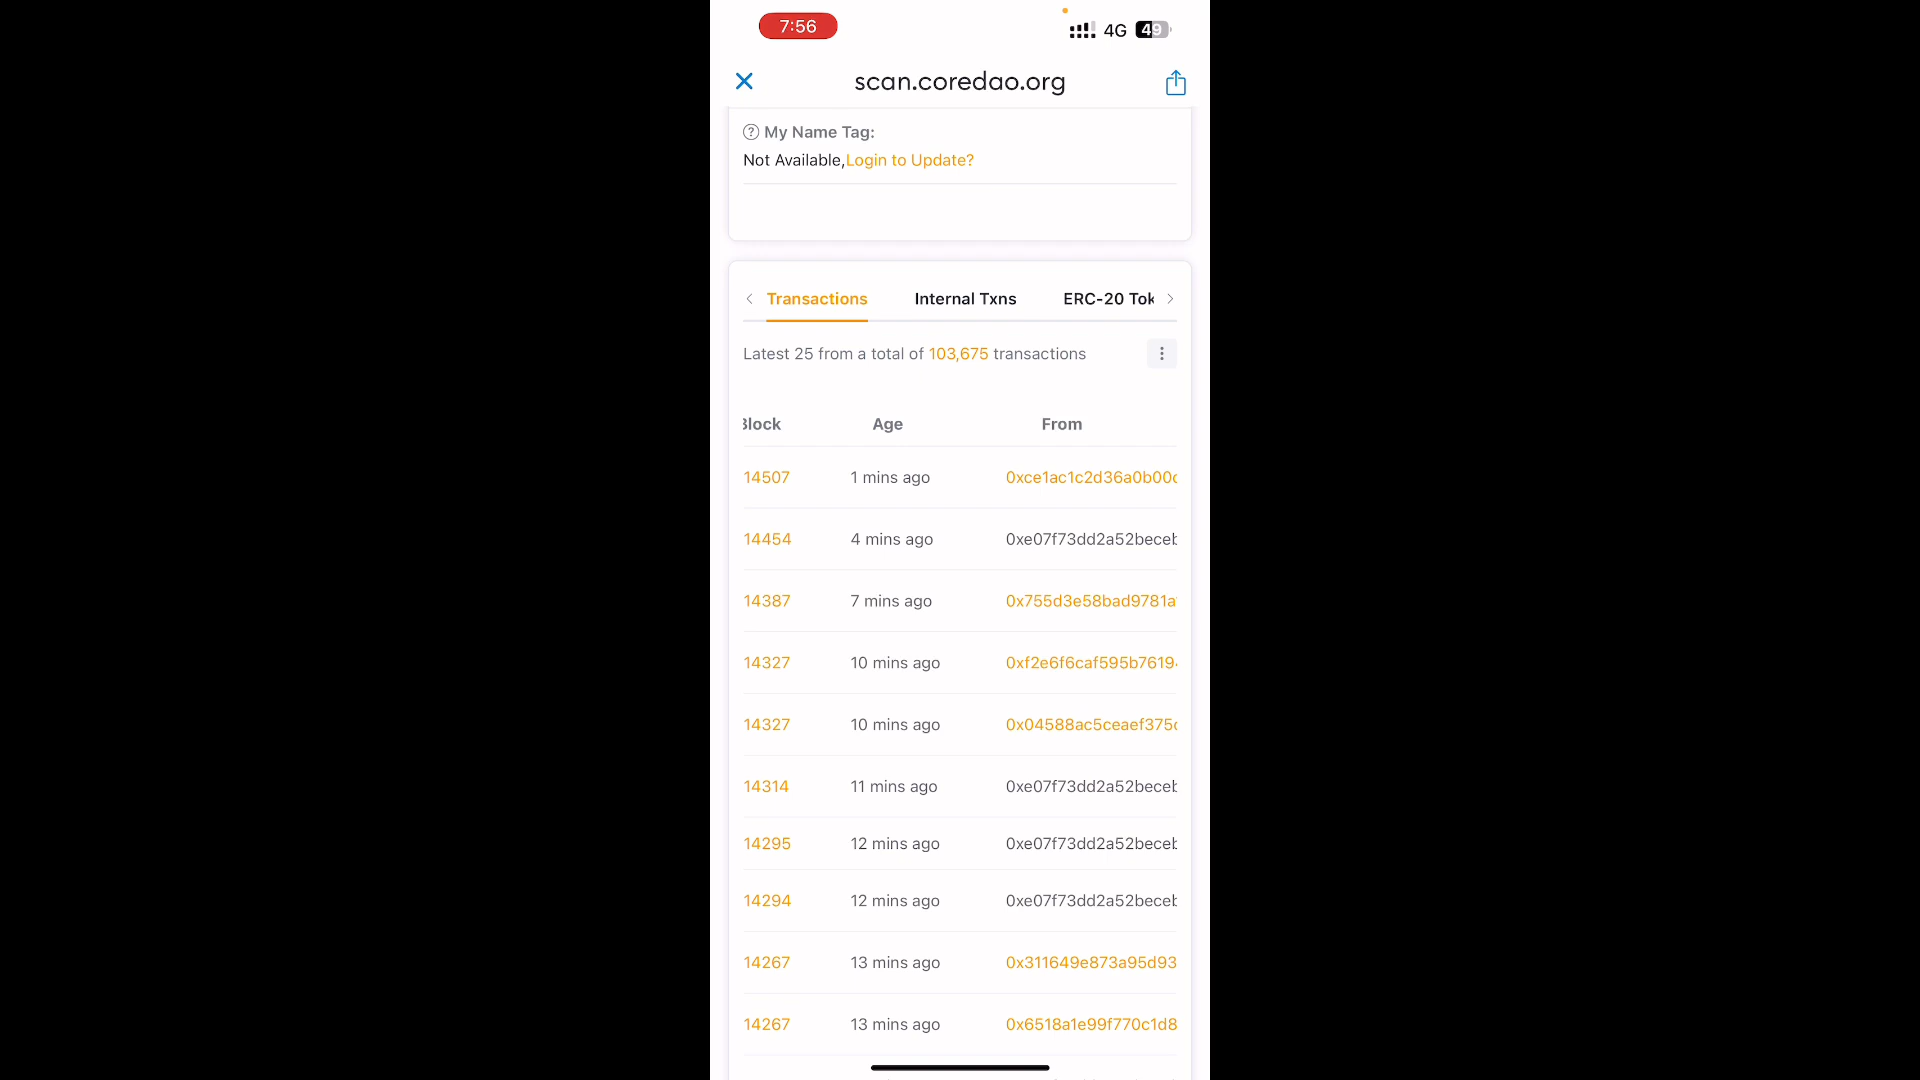 7:56
4G 49
scan.coredao.org
My Name Tag:
Not Available,Login to Update?
Transactions Internal Txns ERC-20 Tok
Latest 25 from a total of 103,675 transactions
Block Age From
14507 1 mins ago 0xce1ac1c2d36a0b00
14454 4 mins ago 0xe07f73dd2a52bece
14387 7 mins ago 0x755d3e58bad9781a
14327 10 mins ago 0xf2e6f6caf595b7619
14327 10 mins ago 0x04588ac5ceaef375
14314 11 mins ago 0xe07f73dd2a52bece
14295 12 mins ago 0xe07f73dd2a52bece
14294 12 mins ago 0xe07f73dd2a52bece
14267 13 mins ago 0x311649e873a95d93
14267 13 mins ago 0x6518a1e99f770c1d8